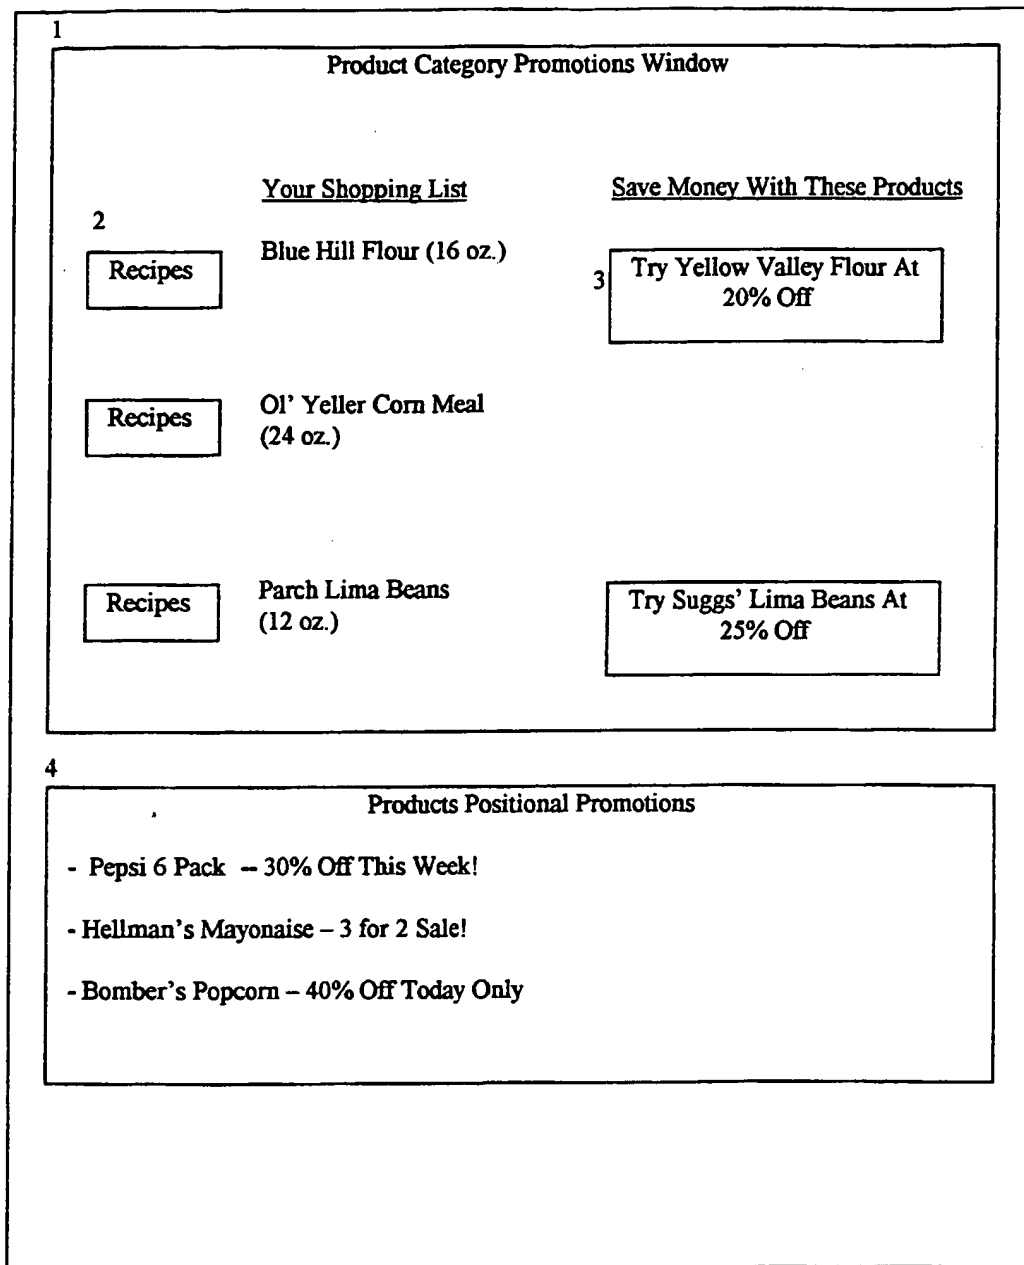 1
Product Category Promotions Window
Your Shopping List
Save Money With These Products
2
Recipes
Blue Hill Flour (16 oz.)
3
Try Yellow Valley Flour At
20% Off
Recipes
Ol' Yeller Corn Meal
(24 oz.)
Recipes
Parch Lima Beans
(12 oz.)
Try Suggs' Lima Beans At
25% Off
4
Products Positional Promotions
- Pepsi 6 Pack -- 30% Off This Week!
- Hellman's Mayonaise – 3 for 2 Sale!
- Bomber's Popcorn – 40% Off Today Only